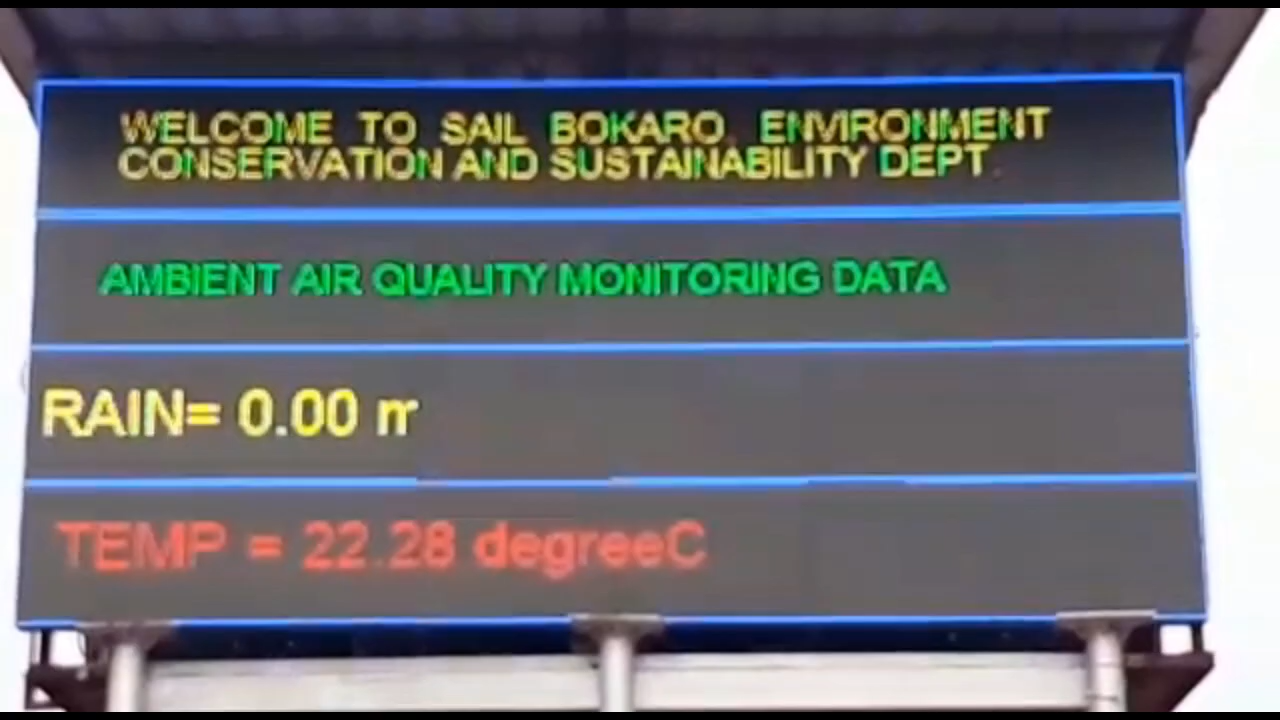 WELCOME TO SAIL BOKARO, ENVIRONMENT
CONSERVATION AND SUSTAINABILITY DEPT.
AMBIENT AIR QUALITY MONITORING DATA
RAIN= 0.00
TEMP = 22.28 degreeC